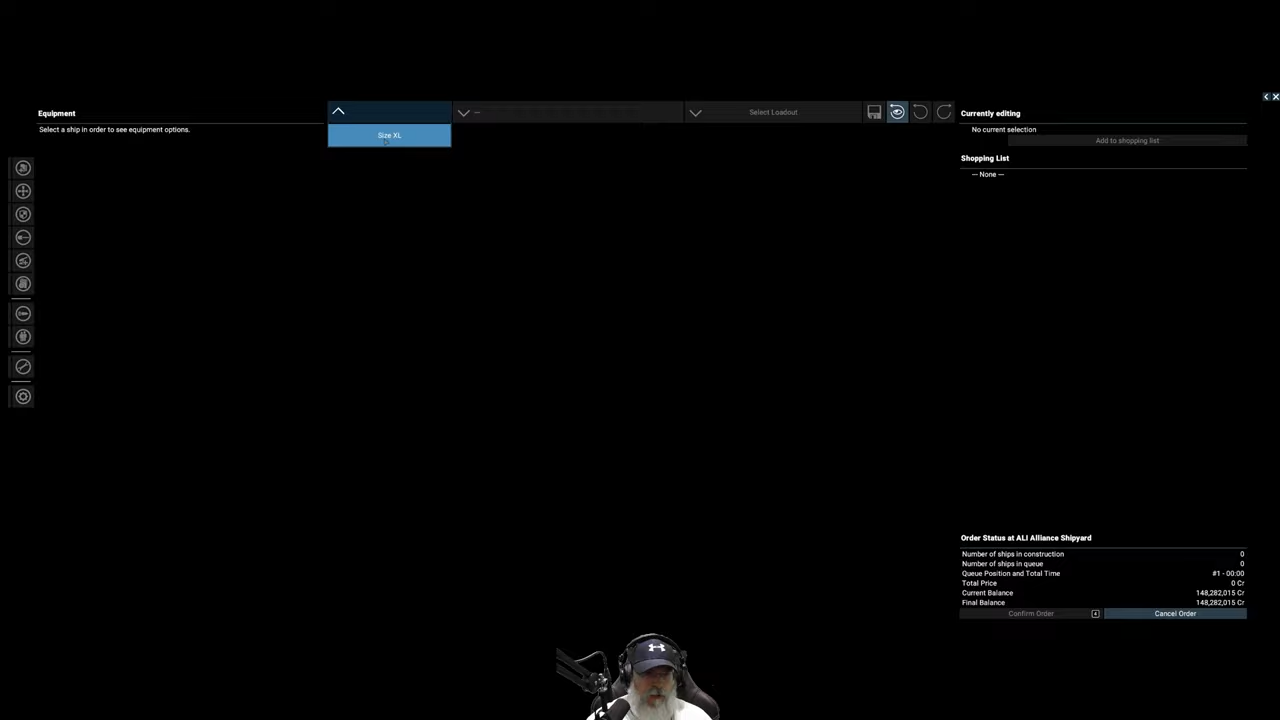 Equipment
Select a ship in order to see equipment options.
Size XL
--
Select Loadout
Currently editing
No current selection
Add to shopping list
Shopping List
--- None ---
Order Status at ALI Alliance Shipyard
Number of ships in construction 0
Number of ships in queue 0
Queue Position and Total Time #1 - 00:00
Total Price 0 Cr
Current Balance 148,282,015 Cr
Final Balance 148,282,015 Cr
Confirm Order
Cancel Order